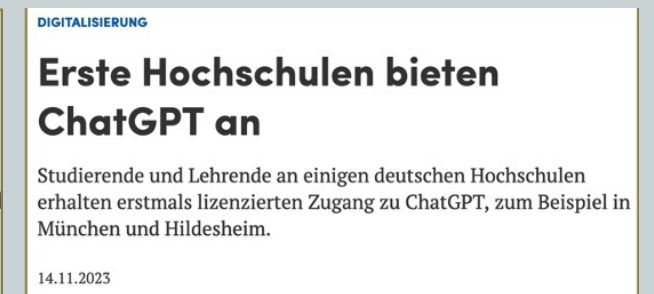 DIGITALISIERUNG
Erste Hochschulen bieten
ChatGPT an
Studierende und Lehrende an einigen deutschen Hochschulen
erhalten erstmals lizenzierten Zugang zu ChatGPT, zum Beispiel in
München und Hildesheim.
14.11.2023